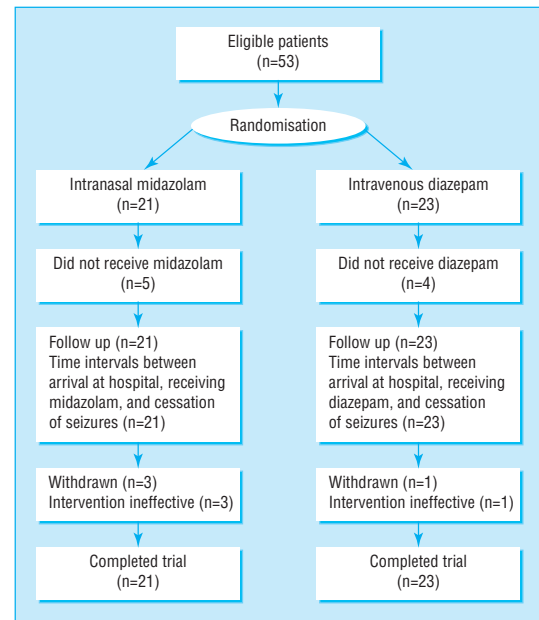 Eligible patients
(n=53)
Randomisation
Intranasal midazolam
(n=21)
Intravenous diazepam
(n=23)
Did not receive midazolam
(n=5)
Did not receive diazepam
(n=4)
Follow up (n=21)
Time intervals between
arrival at hospital, receiving
midazolam, and cessation
of seizures (n=21)
Follow up (n=23)
Time intervals between
arrival at hospital, receiving
diazepam, and cessation
of seizures (n=23)
Withdrawn (n=3)
Intervention ineffective (n=3)
Withdrawn (n=1)
Intervention ineffective (n=1)
Completed trial
(n=21)
Completed trial
(n=23)